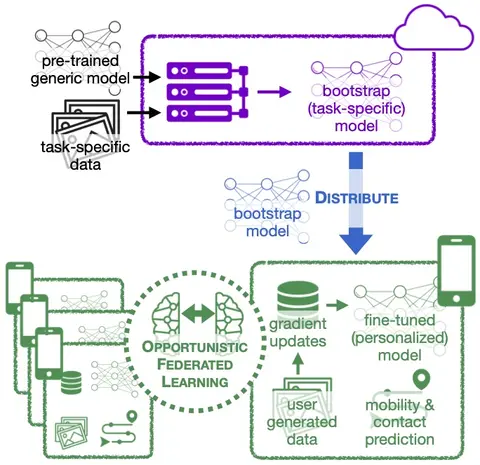 pre-trained
generic model
task-specific
data
bootstrap
(task-specific)
model
bootstrap
model
DISTRIBUTE
OPPORTUNISTIC
FEDERATED
LEARNING
gradient
updates
fine-tuned
(personalized)
model
user
generated
data
mobility &
contact
prediction